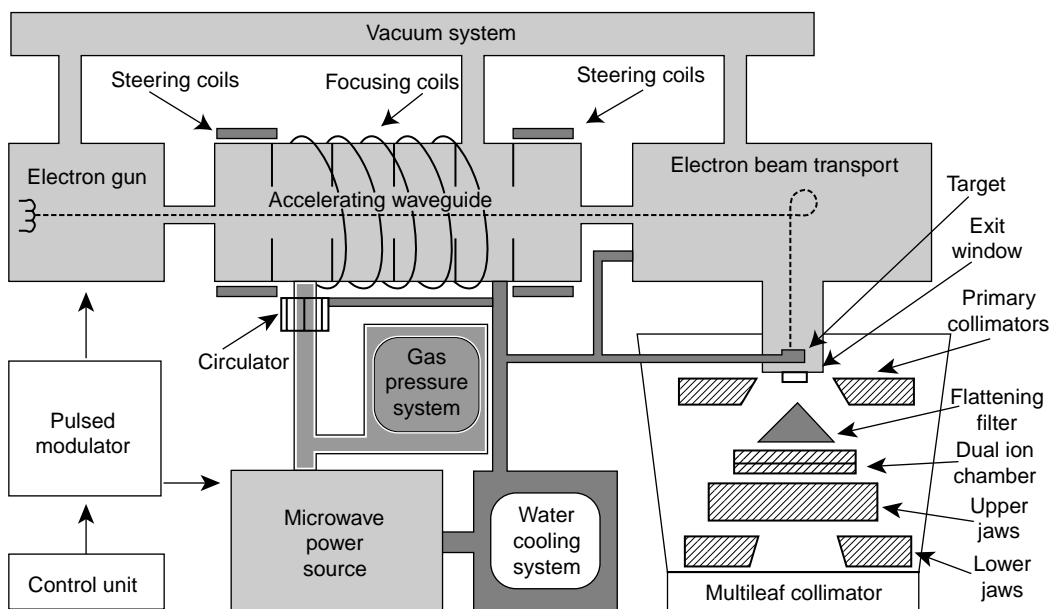 Vacuum system
Steering coils
Focusing coils
Steering coils
Electron gun
Accelerating waveguide
Electron beam transport
Target
Exit
window
Primary
collimators
Circulator
Gas
pressure
system
Flattening
filter
Pulsed
modulator
Dual ion
chamber
Microwave
power
source
Water
cooling
system
Upper
jaws
Control unit
Multileaf collimator
Lower
jaws